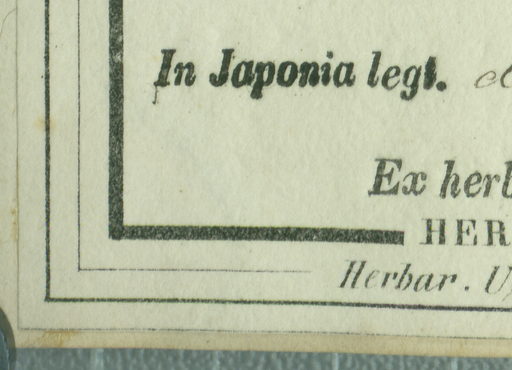 In Japonia legt.
Ex herb
HER
Herbar. U